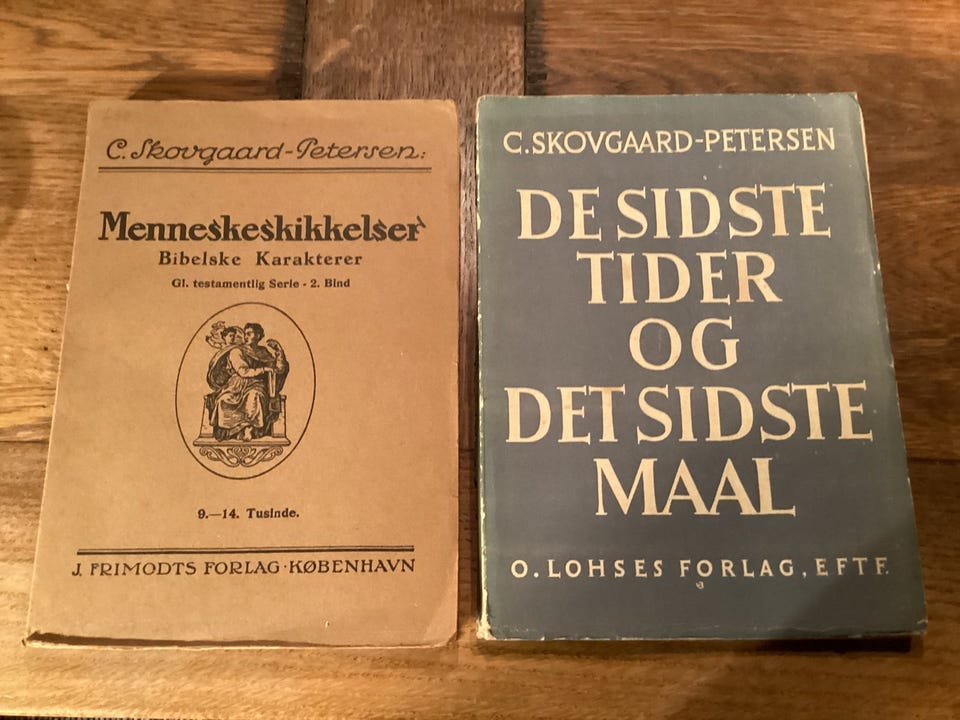 C. Skovgaard-Petersen:
Menneskeskikkelser
Bibelske Karakterer
Gl. testamentlig Serie - 2. Bind
9.—14. Tusinde.
J. FRIMODTS FORLAG · KØBENHAVN
C. SKOVGAARD-PETERSEN
DE SIDSTE
TIDER
OG
DET SIDSTE
MAAL
O. LOHSES FORLAG, EFTF.